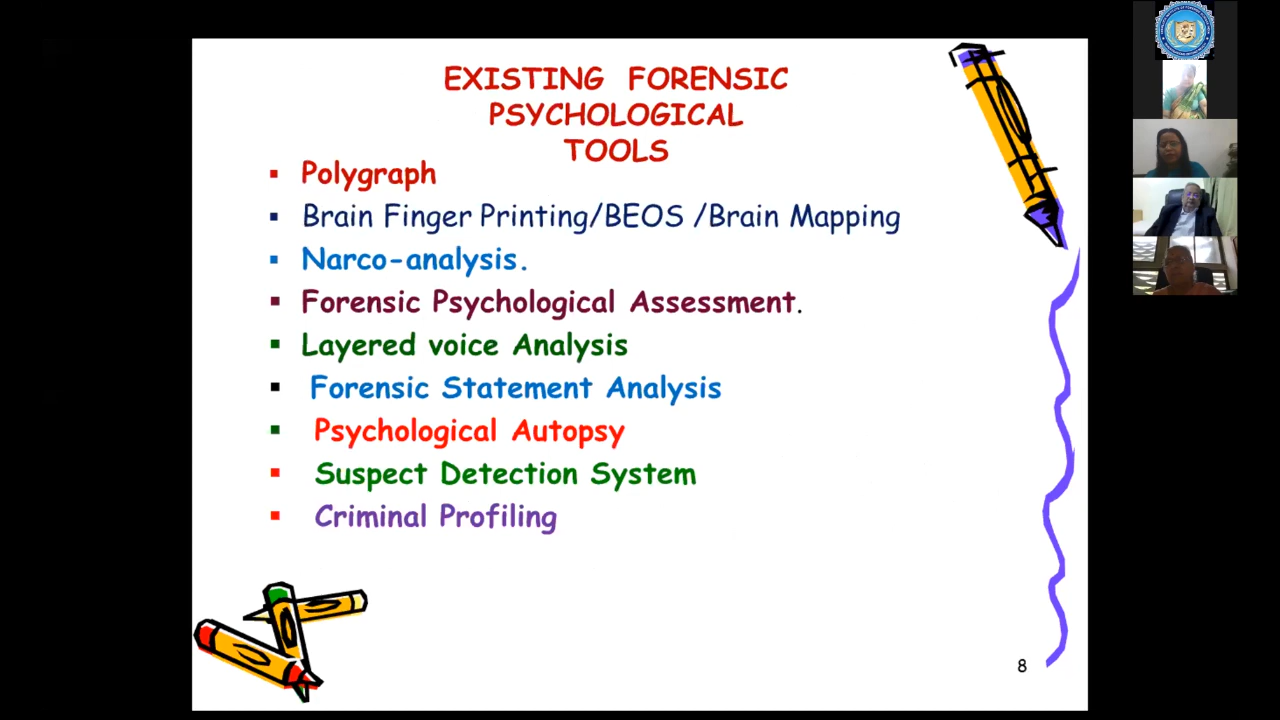 EXISTING FORENSIC
PSYCHOLOGICAL
TOOLS
Polygraph
Brain Finger Printing/BEOS /Brain Mapping
Narco-analysis.
Forensic Psychological Assessment.
Layered voice Analysis
Forensic Statement Analysis
Psychological Autopsy
Suspect Detection System
Criminal Profiling
8